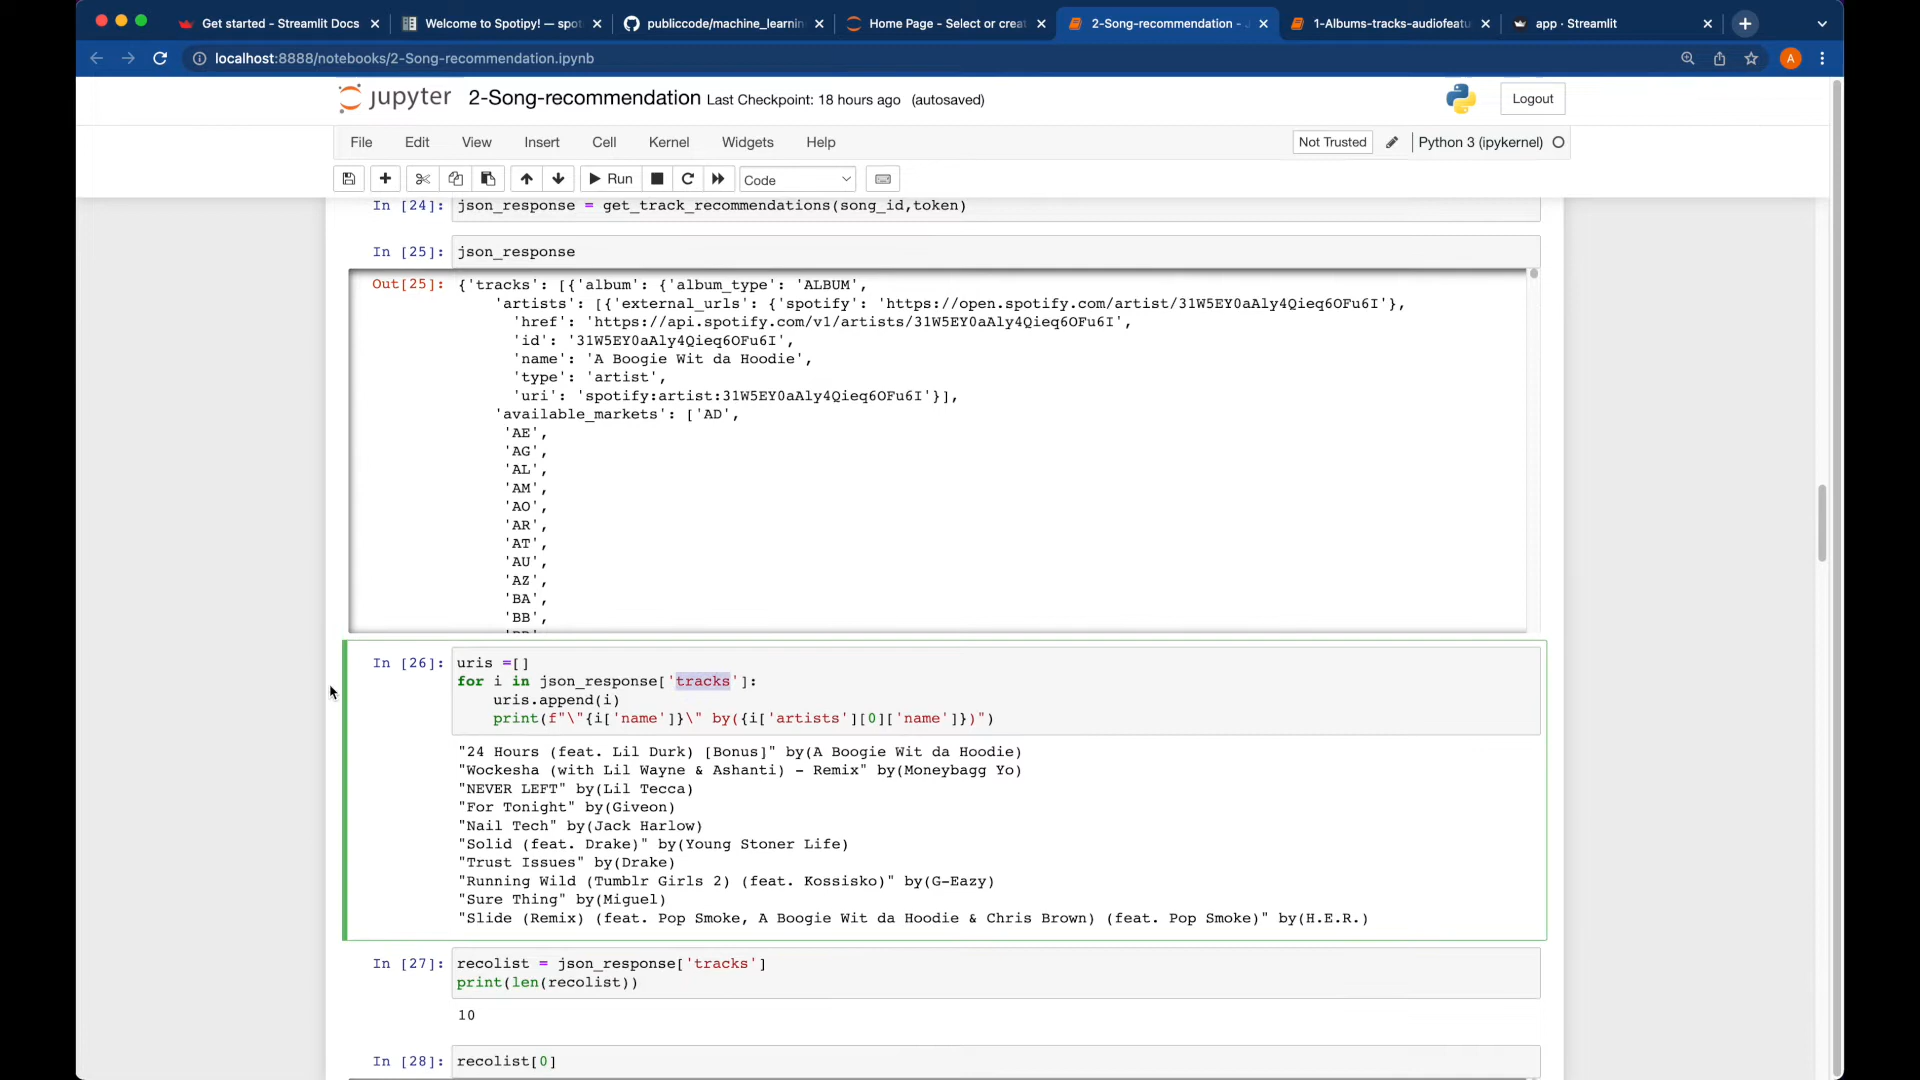 Get started – Streamlit Docs
Welcome to Spotipy! — spot
publiccode/machine_learnin
Home Page - Select or creat
2-Song-recommendation -
1-Albums-tracks-audiofeatu
app · Streamlit
localhost:8888/notebooks/2-Song-recommendation.ipynb
A
jupyter 2-Song-recommendation Last Checkpoint: 18 hours ago (autosaved)
Logout
File Edit View Insert Cell Kernel Widgets Help
Not Trusted Python 3 (ipykernel)
Run Code
In [24]: json_response = get_track_recommendations(song_id,token)
In [25]: json_response
Out[25]: {'tracks': [{'album': {'album_type': 'ALBUM',
'artists': [{'external_urls': {'spotify': 'https://open.spotify.com/artist/31W5EY0aAly4Qieq6OFu6I'},
'href': 'https://api.spotify.com/v1/artists/31W5EY0aAly4Qieq6OFu6I',
'id': '31W5EY0aAly4Qieq6OFu6I',
'name': 'A Boogie Wit da Hoodie',
'type': 'artist',
'uri': 'spotify:artist:31W5EY0aAly4Qieq6OFu6I'}],
'available_markets': ['AD',
'AE',
'AG',
'AL',
'AM',
'AO',
'AR',
'AT',
'AU',
'AZ',
'BA',
'BB',
In [26]: uris =[]
for i in json_response['tracks']:
uris.append(i)
print(f"\"{i['name']}\" by({i['artists'][0]['name']})")
"24 Hours (feat. Lil Durk) [Bonus]" by(A Boogie Wit da Hoodie)
"Wockesha (with Lil Wayne & Ashanti) - Remix" by(Moneybagg Yo)
"NEVER LEFT" by(Lil Tecca)
"For Tonight" by(Giveon)
"Nail Tech" by(Jack Harlow)
"Solid (feat. Drake)" by(Young Stoner Life)
"Trust Issues" by(Drake)
"Running Wild (Tumblr Girls 2) (feat. Kossisko)" by(G-Eazy)
"Sure Thing" by(Miguel)
"Slide (Remix) (feat. Pop Smoke, A Boogie Wit da Hoodie & Chris Brown) (feat. Pop Smoke)" by(H.E.R.)
In [27]: recolist = json_response['tracks']
print(len(recolist))
10
In [28]: recolist[0]